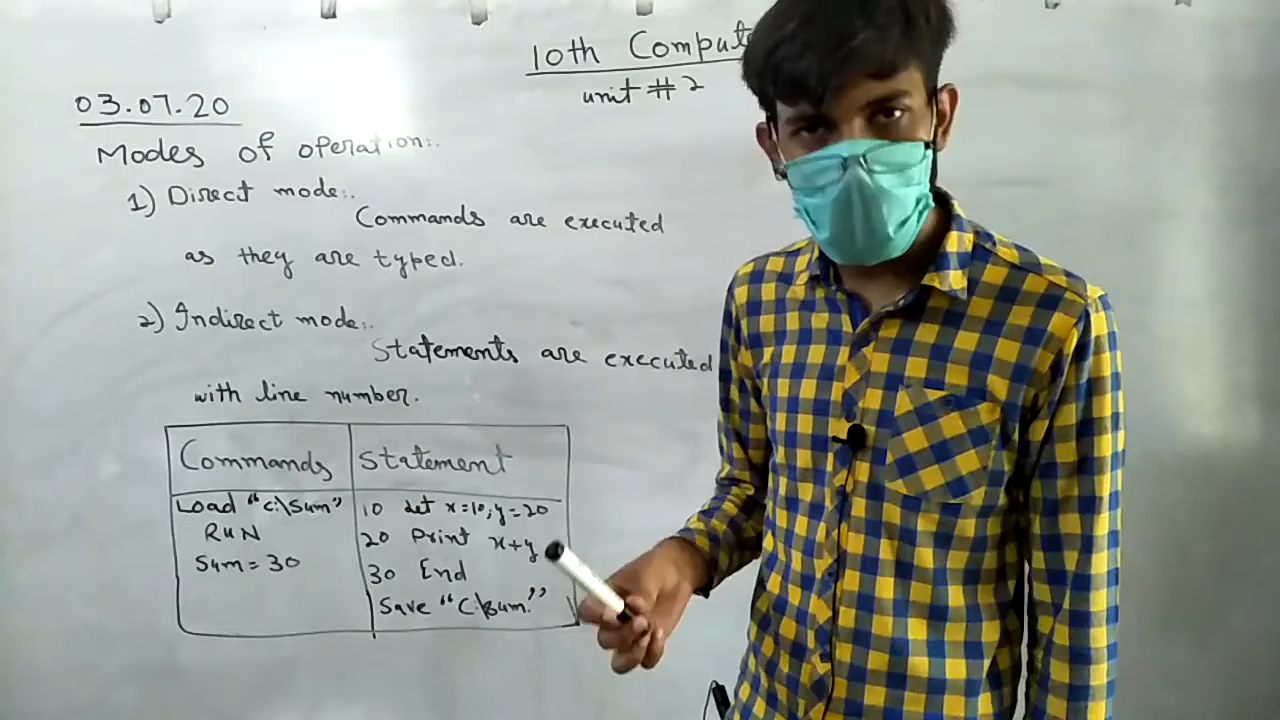 10th Comput
unit # 2
03.07.20
Modes of operation:.
1) Direct mode:.
Commands are executed
as they are typed.
2) Indirect mode:.
Statements are executed
with line number.
Commands
Statement
Load "c:\Sum"
RUN
Sum = 30
10 Let x=10; y=20
20 Print x+y
30 End
Save "C:\sum"